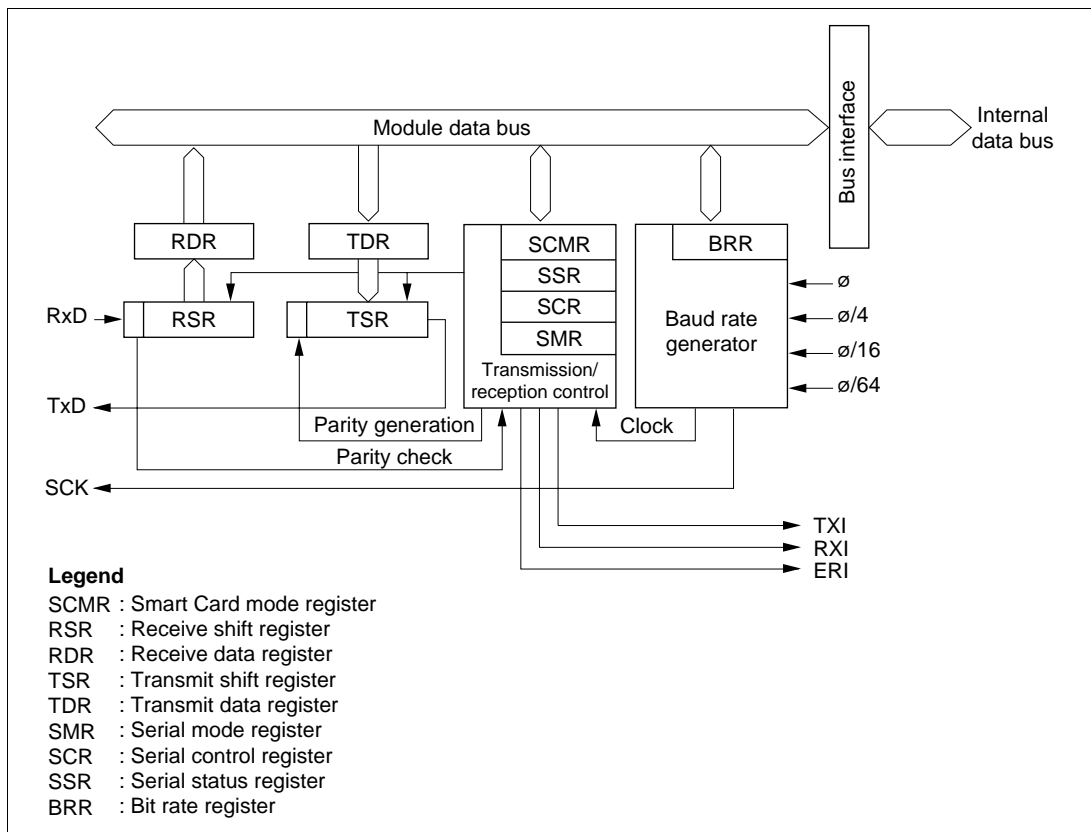 Module data bus
Bus interface
Internal
data bus
RDR
TDR
SCMR
SSR
SCR
SMR
Transmission/
reception control
BRR
Baud rate
generator
ø
ø/4
ø/16
ø/64
RxD
RSR
TSR
TxD
Parity generation
Parity check
Clock
SCK
TXI
RXI
ERI
Legend
SCMR : Smart Card mode register
RSR : Receive shift register
RDR : Receive data register
TSR : Transmit shift register
TDR : Transmit data register
SMR : Serial mode register
SCR : Serial control register
SSR : Serial status register
BRR : Bit rate register